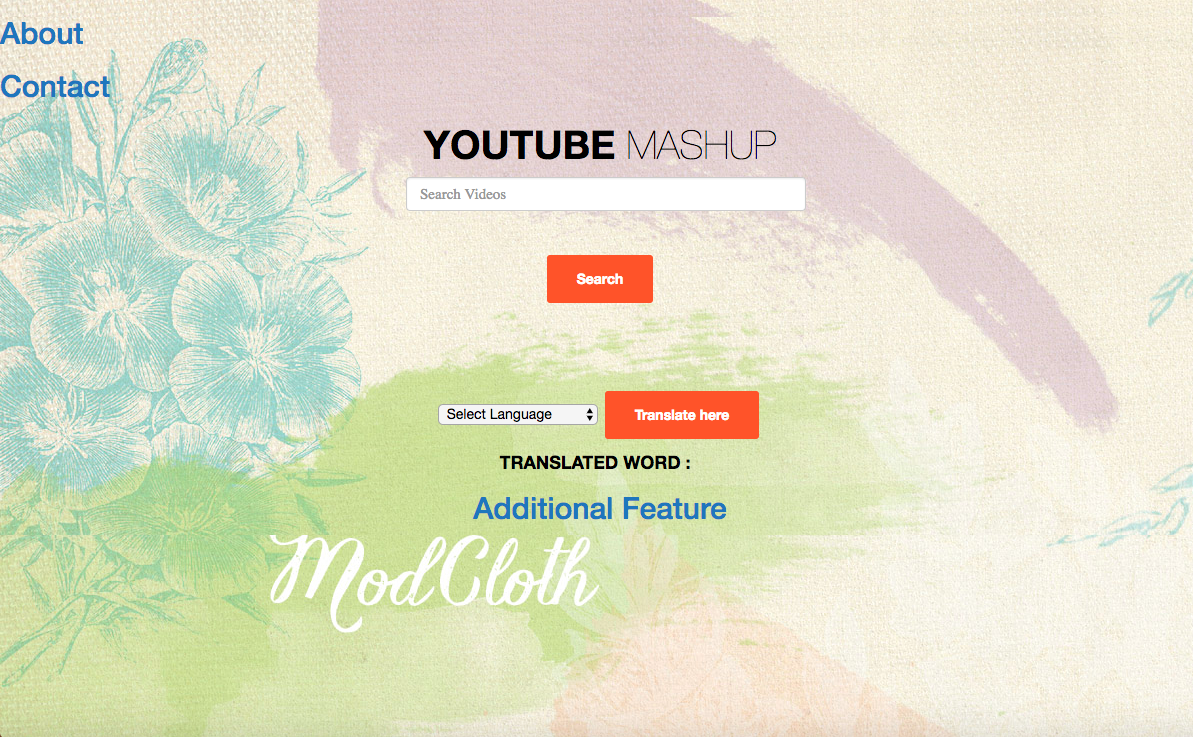 About
Contact
YOUTUBE MASHUP
Search Videos
Search
Select Language
Translate here
TRANSLATED WORD :
Additional Feature
ModCloth